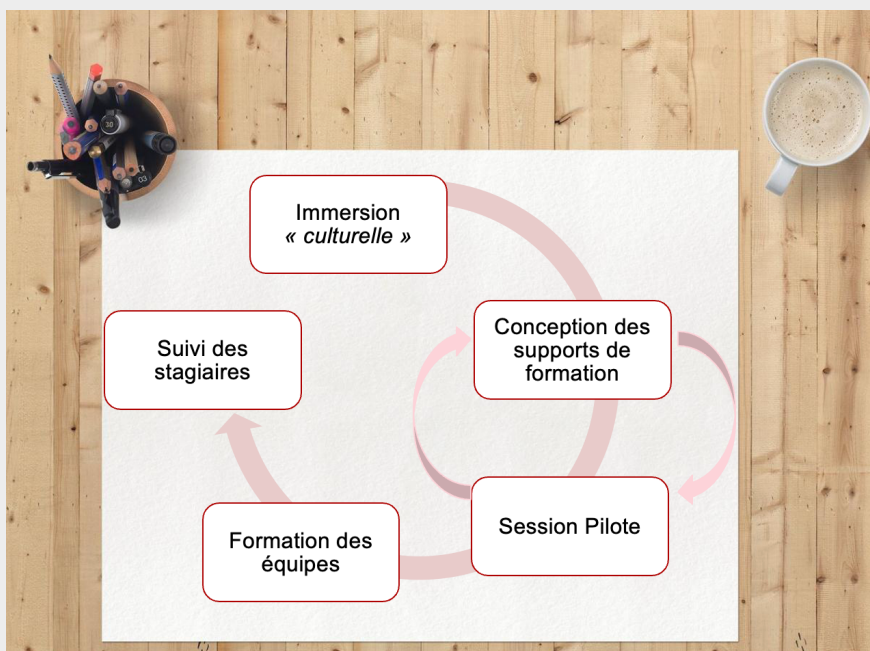 Immersion
« culturelle »
Conception des
supports de
formation
Session Pilote
Formation des
équipes
Suivi des
stagiaires